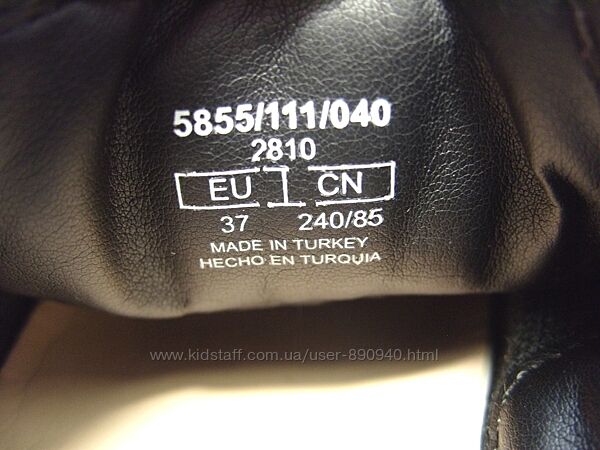 5855/111/040
2810
EU CN
37 240/85
MADE IN TURKEY
HECHO EN TURQUIA
www.kidstaff.com.ua/user-890940.html